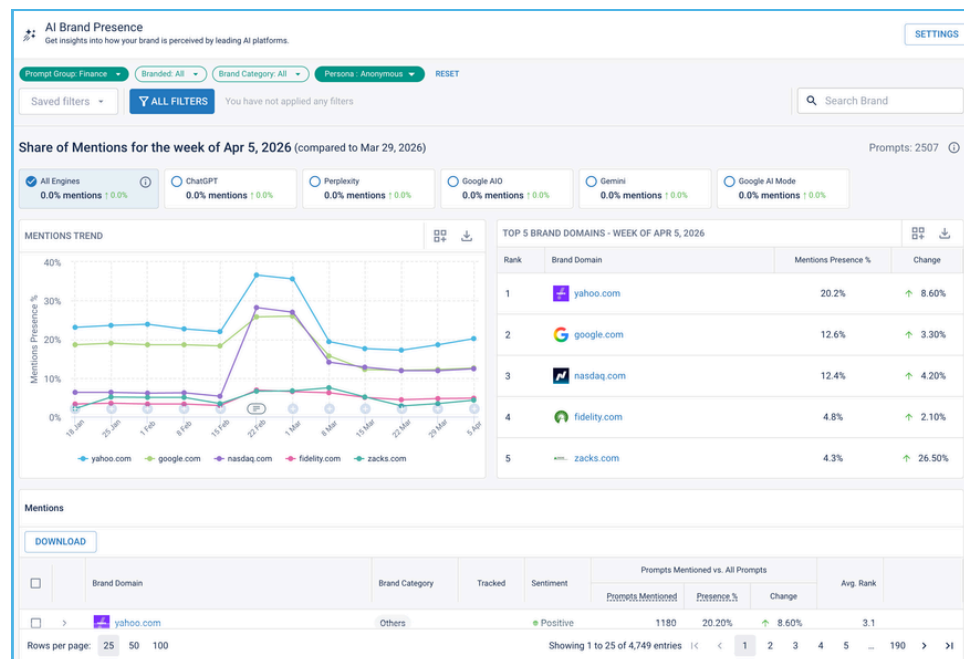 AI Brand Presence
Get insights into how your brand is perceived by leading AI platforms.
SETTINGS
Prompt Group: Finance
Branded: All
Brand Category: All
Persona : Anonymous
RESET
Saved filters
ALL FILTERS
You have not applied any filters
Search Brand
Share of Mentions for the week of Apr 5, 2026 (compared to Mar 29, 2026)
Prompts: 2507
All Engines
0.0% mentions ↑ 0.0%
ChatGPT
0.0% mentions ↑ 0.0%
Perplexity
0.0% mentions ↑ 0.0%
Google AIO
0.0% mentions ↑ 0.0%
Gemini
0.0% mentions ↑ 0.0%
Google AI Mode
0.0% mentions ↑ 0.0%
MENTIONS TREND
Mentions Presence %
40%
30%
20%
10%
0%
18 Jan 25 Jan 1 Feb 8 Feb 15 Feb 22 Feb 1 Mar 8 Mar 15 Mar 22 Mar 29 Mar 5 Apr
yahoo.com google.com nasdaq.com fidelity.com zacks.com
TOP 5 BRAND DOMAINS - WEEK OF APR 5, 2026
Rank Brand Domain Mentions Presence % Change
1 yahoo.com 20.2% ↑ 8.60%
2 google.com 12.6% ↑ 3.30%
3 nasdaq.com 12.4% ↑ 4.20%
4 fidelity.com 4.8% ↑ 2.10%
5 zacks.com 4.3% ↑ 26.50%
Mentions
DOWNLOAD
Prompts Mentioned vs. All Prompts
Brand Domain Brand Category Tracked Sentiment Prompts Mentioned Presence % Change Avg. Rank
yahoo.com Others Positive 1180 20.20% ↑ 8.60% 3.1
Rows per page: 25 50 100
Showing 1 to 25 of 4,749 entries 1 2 3 4 5 ... 190